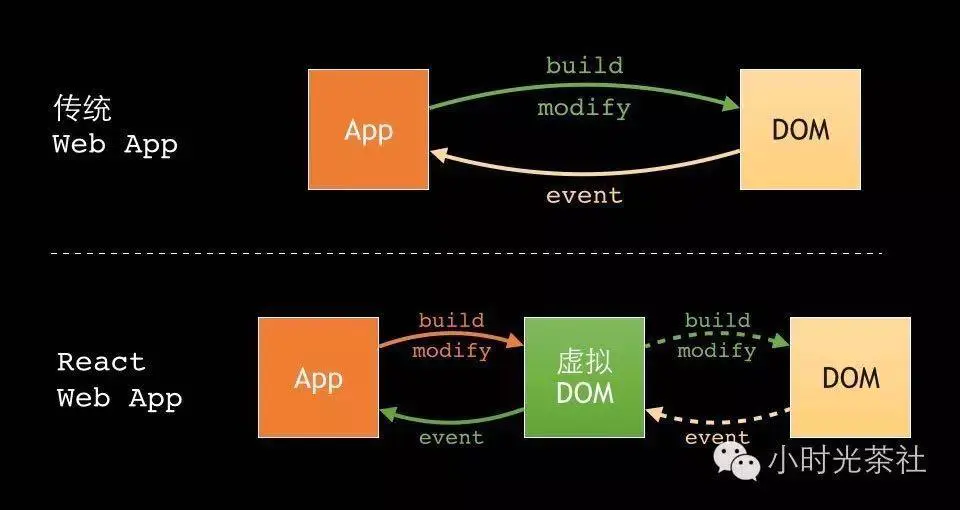 传统
Web App
App
build
modify
event
DOM
React
Web App
App
build
modify
event
虚拟
DOM
build
modify
event
DOM
小时光茶社